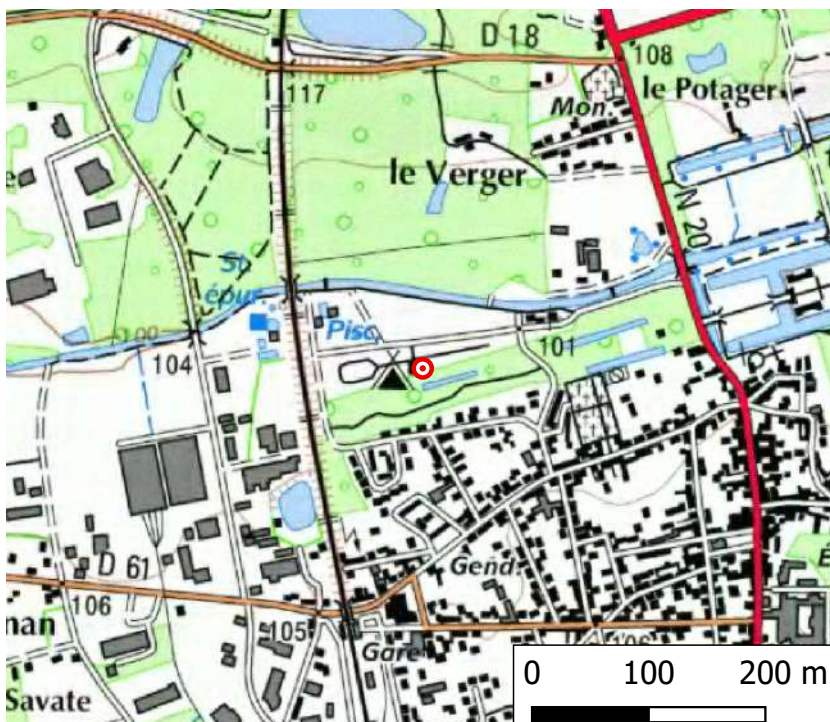 D 18
108
117
Mon.
le Potager
le Verger
N 20
St
épur.
Pisc.
104
101
D 61
Gend.
106
nan
105
Gare
Savate
0 100 200 m